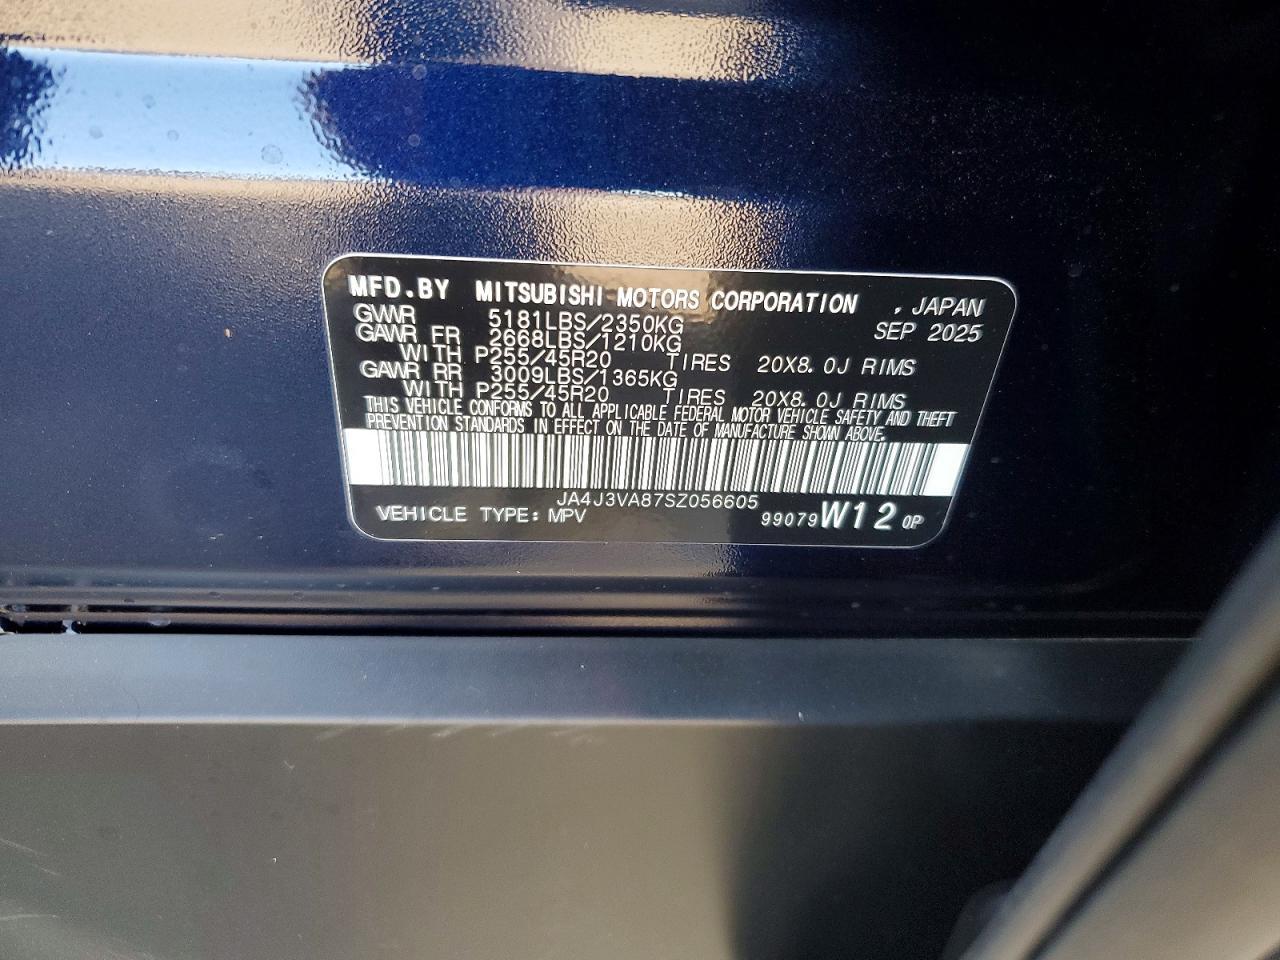 MFD.BY MITSUBISHI MOTORS CORPORATION , JAPAN
GVWR 5181LBS/2350KG SEP 2025
GAWR FR 2668LBS/1210KG
WITH P255/45R20 TIRES 20X8.0J RIMS
GAWR RR 3009LBS/1365KG
WITH P255/45R20 TIRES 20X8.0J RIMS
THIS VEHICLE CONFORMS TO ALL APPLICABLE FEDERAL MOTOR VEHICLE SAFETY AND THEFT
PREVENTION STANDARDS IN EFFECT ON THE DATE OF MANUFACTURE SHOWN ABOVE.
JA4J3VA87SZ056605
VEHICLE TYPE: MPV 99079 W12 0P